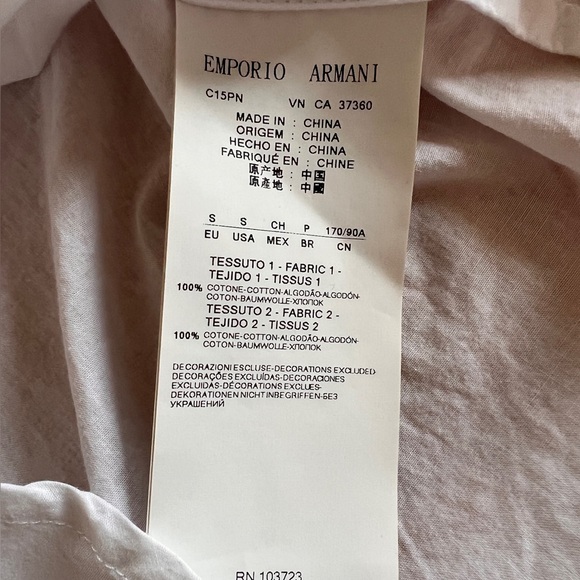 EMPORIO ARMANI
C15PN VN CA 37360
MADE IN : CHINA
ORIGEM : CHINA
HECHO EN : CHINA
FABRIQUÉ EN : CHINE
原产地 : 中国
原產地 : 中國
S S CH P 170/90A
EU USA MEX BR CN
TESSUTO 1 - FABRIC 1 -
TEJIDO 1 - TISSUS 1
100% COTONE-COTTON-ALGODÃO-ALGODÓN-
COTON-BAUMWOLLE-ХЛОПОК
TESSUTO 2 - FABRIC 2 -
TEJIDO 2 - TISSUS 2
100% COTONE-COTTON-ALGODÃO-ALGODÓN-
COTON-BAUMWOLLE-ХЛОПОК
DECORAZIONI ESCLUSE-DECORATIONS EXCLUDED-
DECORAÇÕES EXCLUÍDAS-DECORACIONES
EXCLUIDAS-DÉCORATIONS EXCLUES-
DEKORATIONEN NICHT INBEGRIFFEN-БЕЗ
УКРАШЕНИЙ
RN 103723